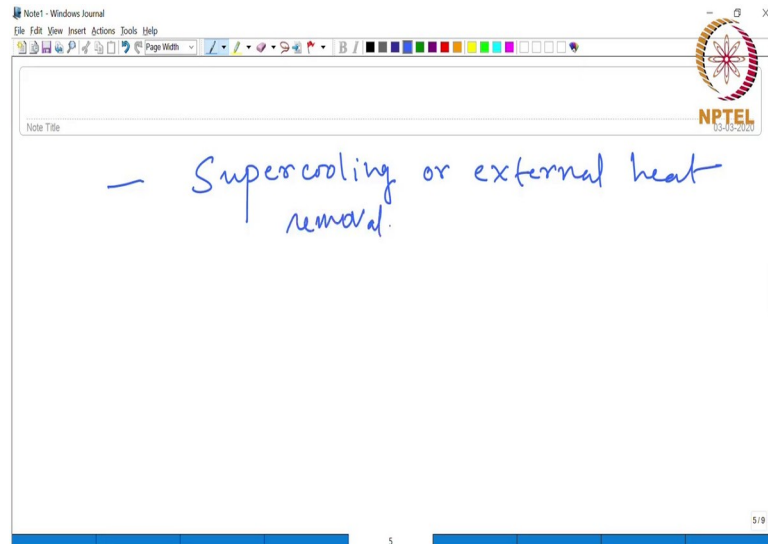 Note1 - Windows Journal
File Edit View Insert Actions Tools Help
Page Width
B I
NPTEL
Note Title
03-03-2020
– Supercooling or external heat
removal.
5/9
5